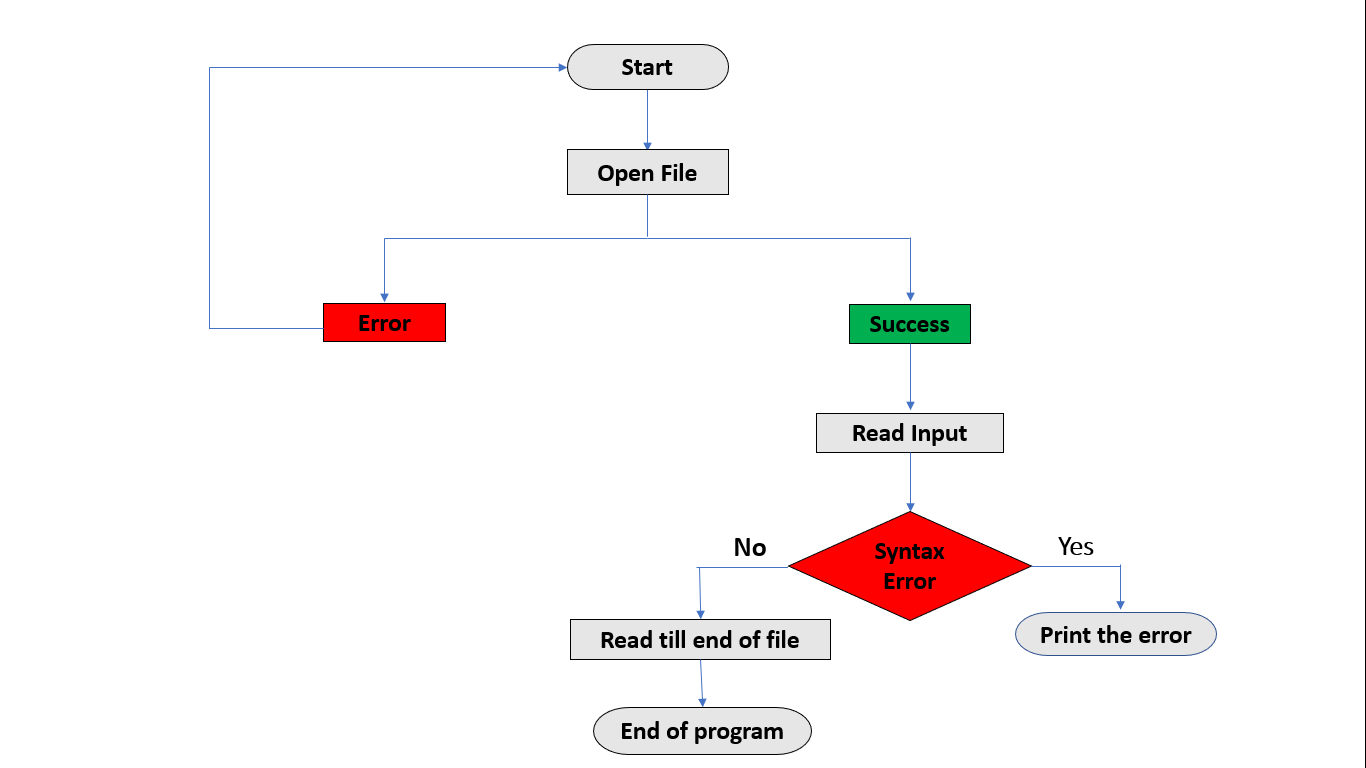 Start
Open File
Error
Success
Read Input
Syntax
Error
No
Yes
Read till end of file
Print the error
End of program